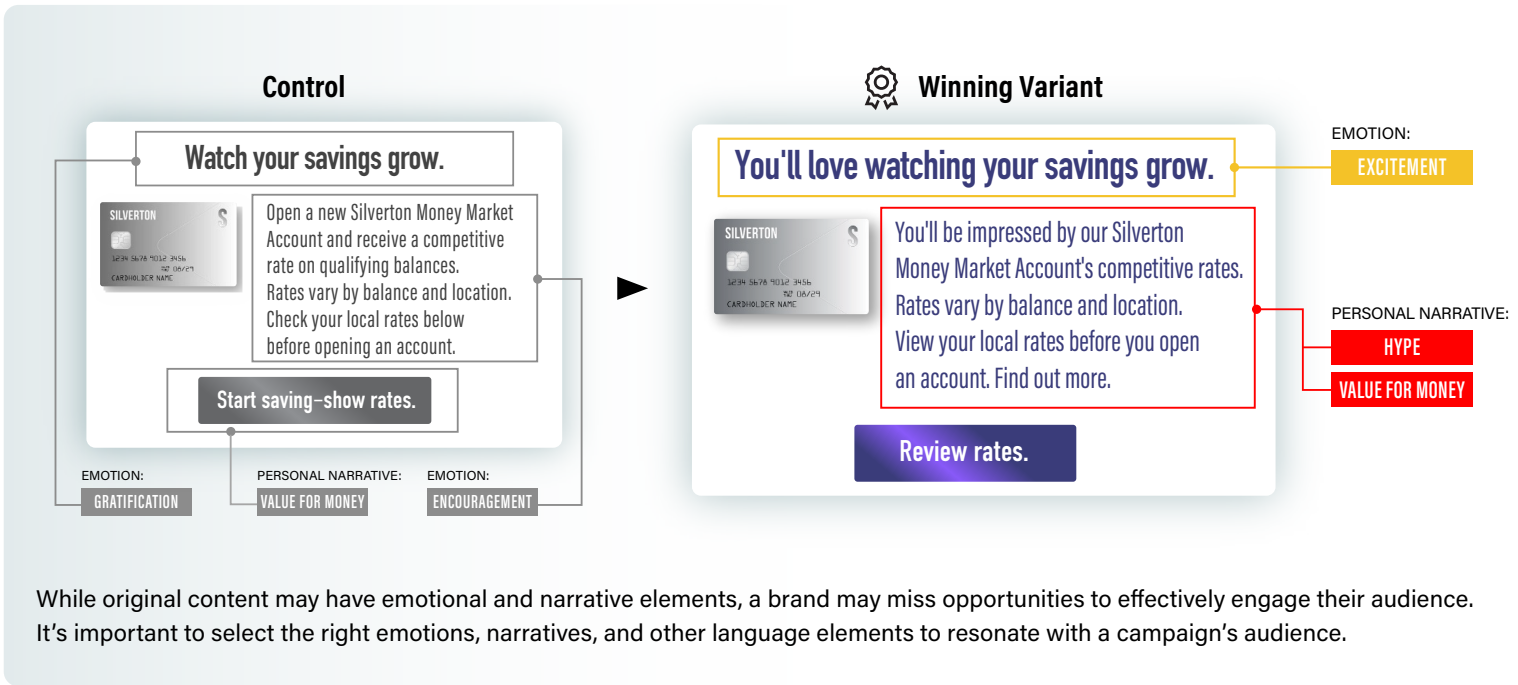 Control
Watch your savings grow.
SILVERTON
S
1234 5678 9012 3456
08/29
CARDHOLDER NAME
Open a new Silverton Money Market
Account and receive a competitive
rate on qualifying balances.
Rates vary by balance and location.
Check your local rates below
before opening an account.
Start saving–show rates.
EMOTION:
GRATIFICATION
PERSONAL NARRATIVE:
VALUE FOR MONEY
EMOTION:
ENCOURAGEMENT
Winning Variant
You'll love watching your savings grow.
SILVERTON
S
1234 5678 9012 3456
08/29
CARDHOLDER NAME
You'll be impressed by our Silverton
Money Market Account's competitive rates.
Rates vary by balance and location.
View your local rates before you open
an account. Find out more.
Review rates.
EMOTION:
EXCITEMENT
PERSONAL NARRATIVE:
HYPE
VALUE FOR MONEY
While original content may have emotional and narrative elements, a brand may miss opportunities to effectively engage their audience.
It’s important to select the right emotions, narratives, and other language elements to resonate with a campaign’s audience.